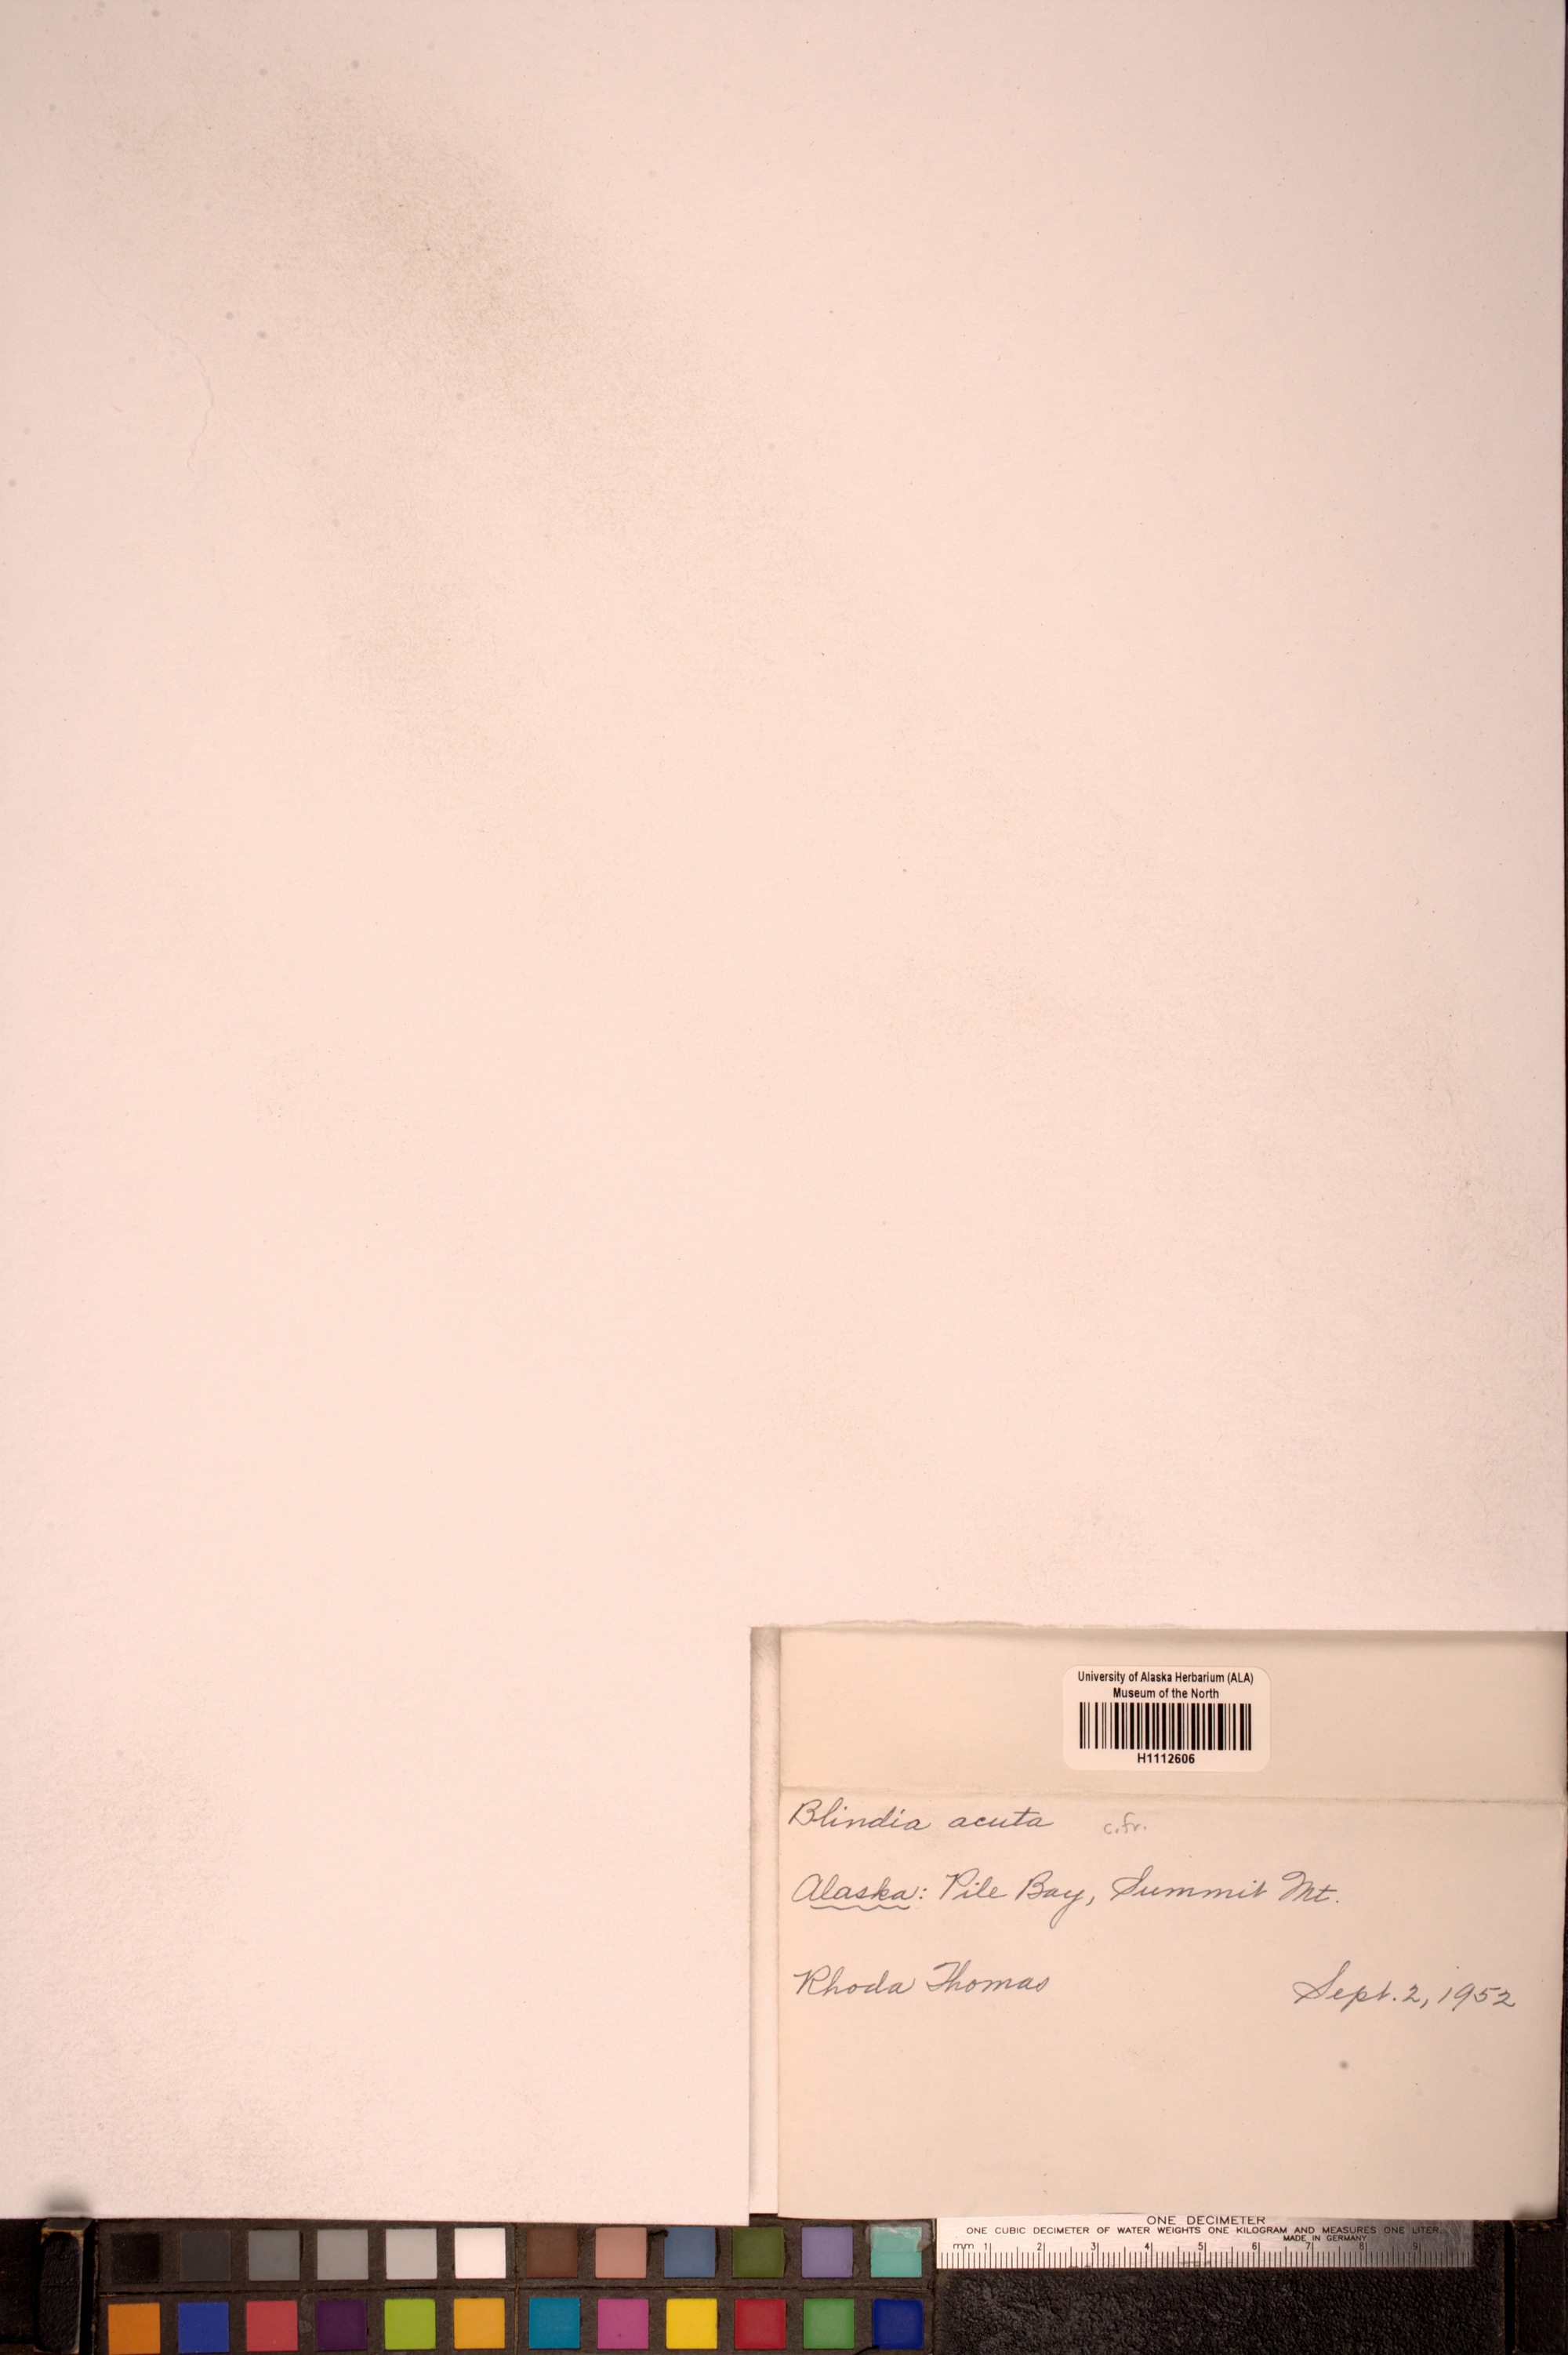 University of Alaska Herbarium (ALA)
Museum of the North
H1112606
Blindia acuta c.fr.
Alaska: Pile Bay, Summit Mt.
Rhoda Thomas Sept. 2, 1952
ONE DECIMETER
ONE CUBIC DECIMETER OF WATER WEIGHTS ONE KILOGRAM AND MEASURES ONE LITER.
MADE IN GERMANY
mm 1 2 3 4 5 6 7 8 9